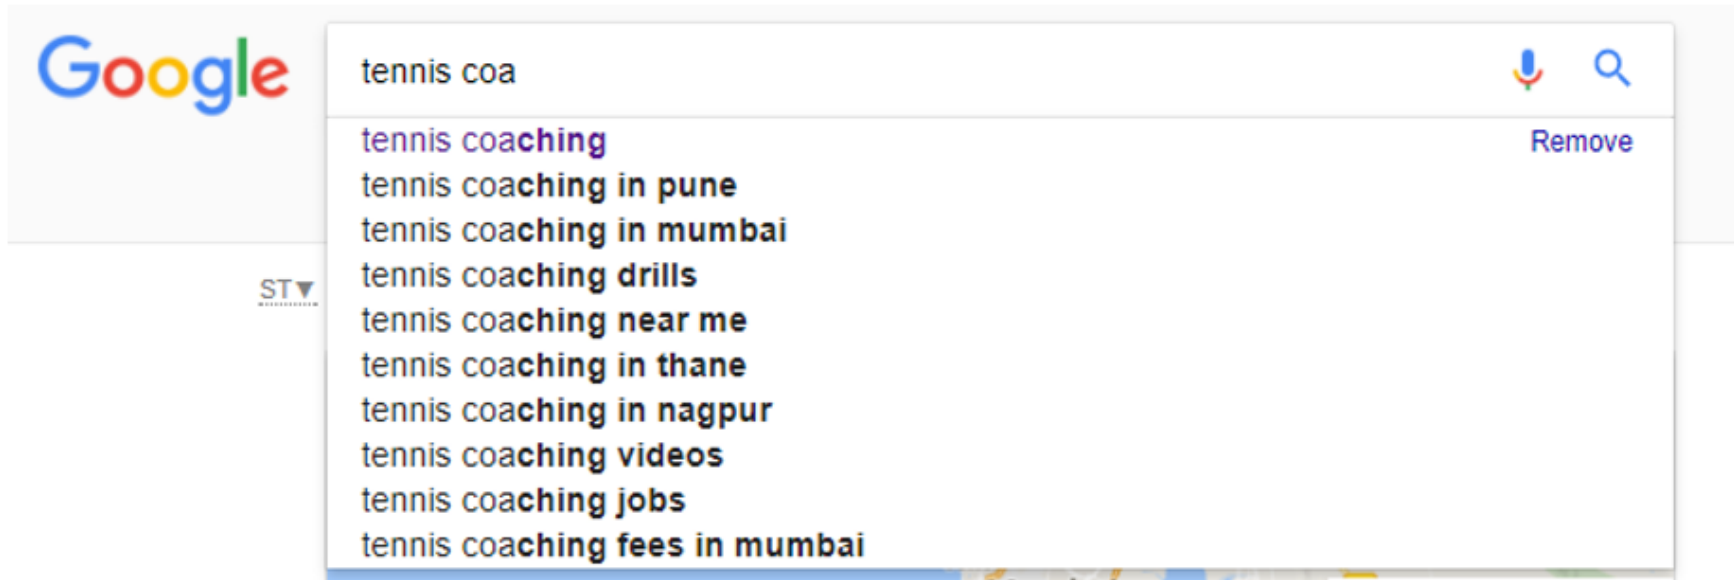 Google
tennis coa
tennis coaching Remove
tennis coaching in pune
tennis coaching in mumbai
tennis coaching drills
tennis coaching near me
ST▼
tennis coaching in thane
tennis coaching in nagpur
tennis coaching videos
tennis coaching jobs
tennis coaching fees in mumbai